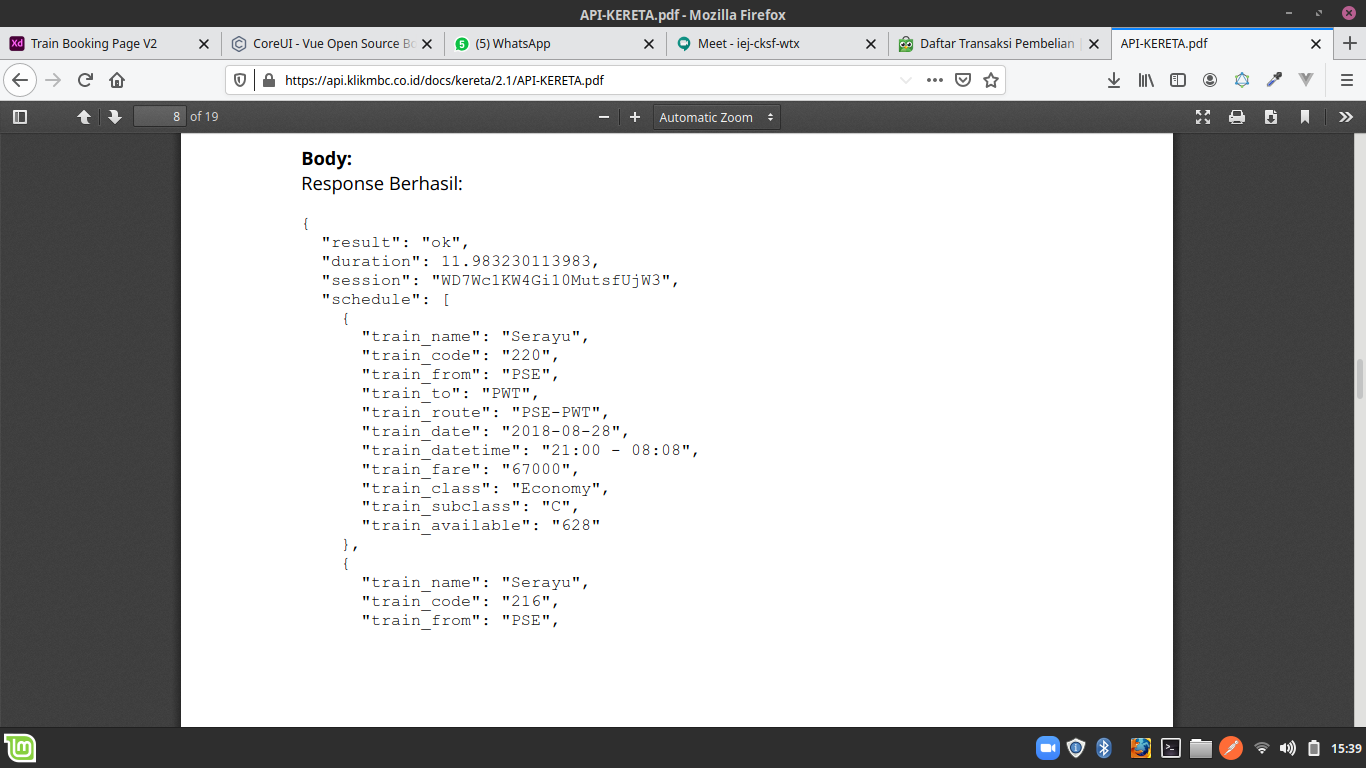 API-KERETA.pdf - Mozilla Firefox
Train Booking Page V2
CoreUI - Vue Open Source Bo
(5) WhatsApp
Meet - iej-cksf-wtx
Daftar Transaksi Pembelian
API-KERETA.pdf
https://api.klikmbc.co.id/docs/kereta/2.1/API-KERETA.pdf
8 of 19
Automatic Zoom
Body:
Response Berhasil:
{
"result": "ok",
"duration": 11.983230113983,
"session": "WD7Wc1KW4Gi10MutsfUjW3",
"schedule": [
{
"train_name": "Serayu",
"train_code": "220",
"train_from": "PSE",
"train_to": "PWT",
"train_route": "PSE-PWT",
"train_date": "2018-08-28",
"train_datetime": "21:00 - 08:08",
"train_fare": "67000",
"train_class": "Economy",
"train_subclass": "C",
"train_available": "628"
},
{
"train_name": "Serayu",
"train_code": "216",
"train_from": "PSE",
15:39